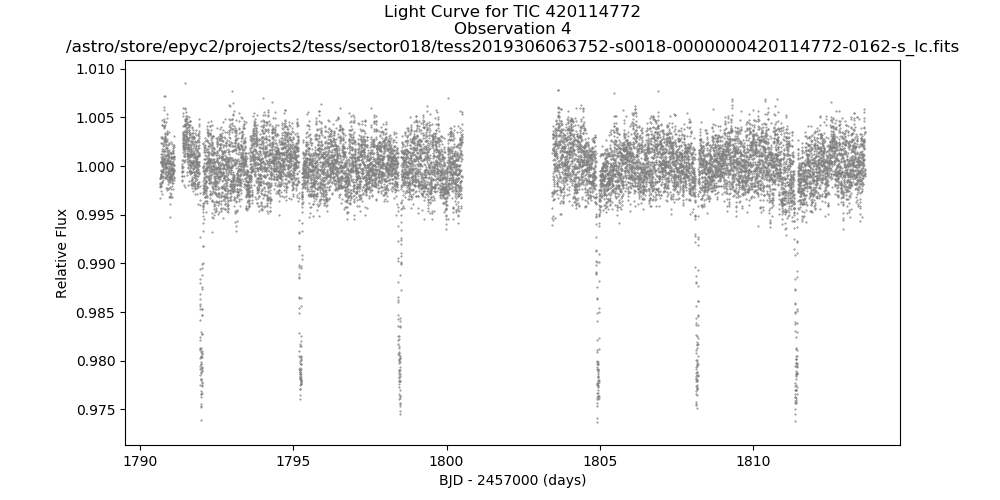 Light Curve for TIC 420114772
Observation 4
/astro/store/epyc2/projects2/tess/sector018/tess2019306063752-s0018-0000000420114772-0162-s_lc.fits
1.010
1.005
1.000
0.995
0.990
0.985
0.980
0.975
Relative Flux
1790
1795
1800
1805
1810
BJD - 2457000 (days)